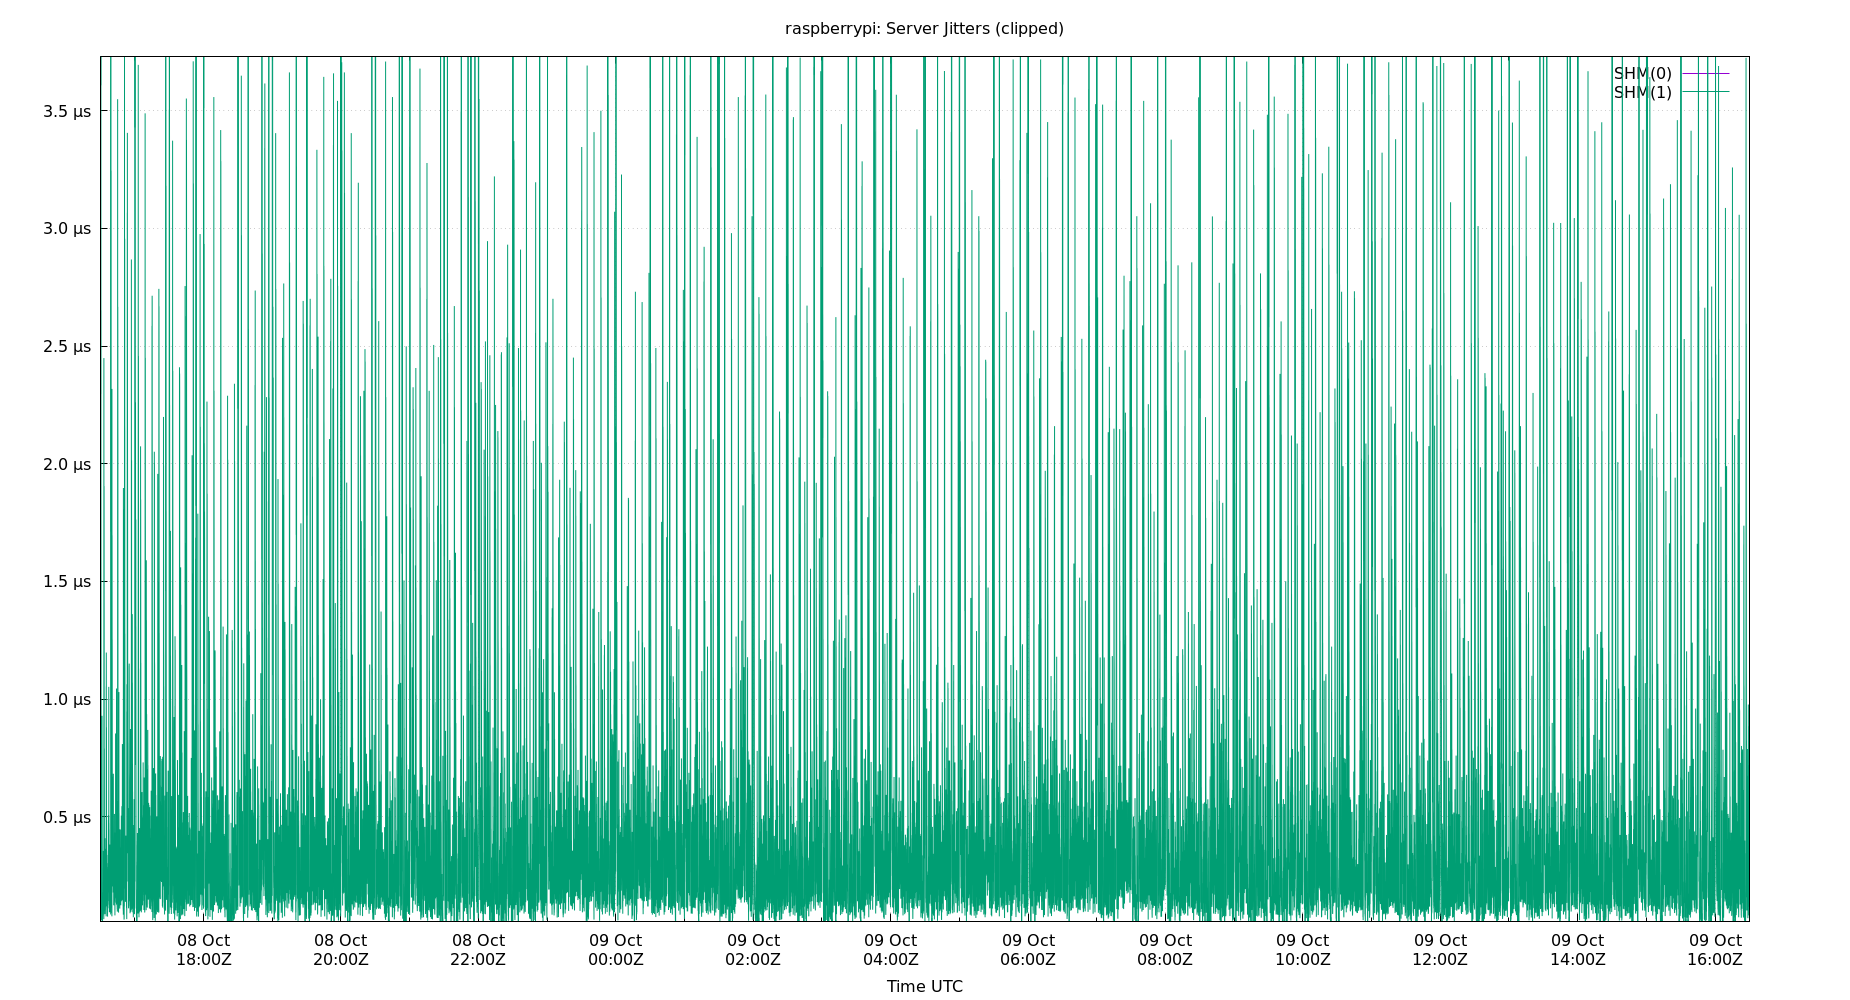 raspberrypi: Server Jitters (clipped)
SHM(0)
SHM(1)
3.5 µs
3.0 µs
2.5 µs
2.0 µs
1.5 µs
1.0 µs
0.5 µs
08 Oct 08 Oct 08 Oct 09 Oct 09 Oct 09 Oct 09 Oct 09 Oct 09 Oct 09 Oct 09 Oct 09 Oct
18:00Z 20:00Z 22:00Z 00:00Z 02:00Z 04:00Z 06:00Z 08:00Z 10:00Z 12:00Z 14:00Z 16:00Z
Time UTC